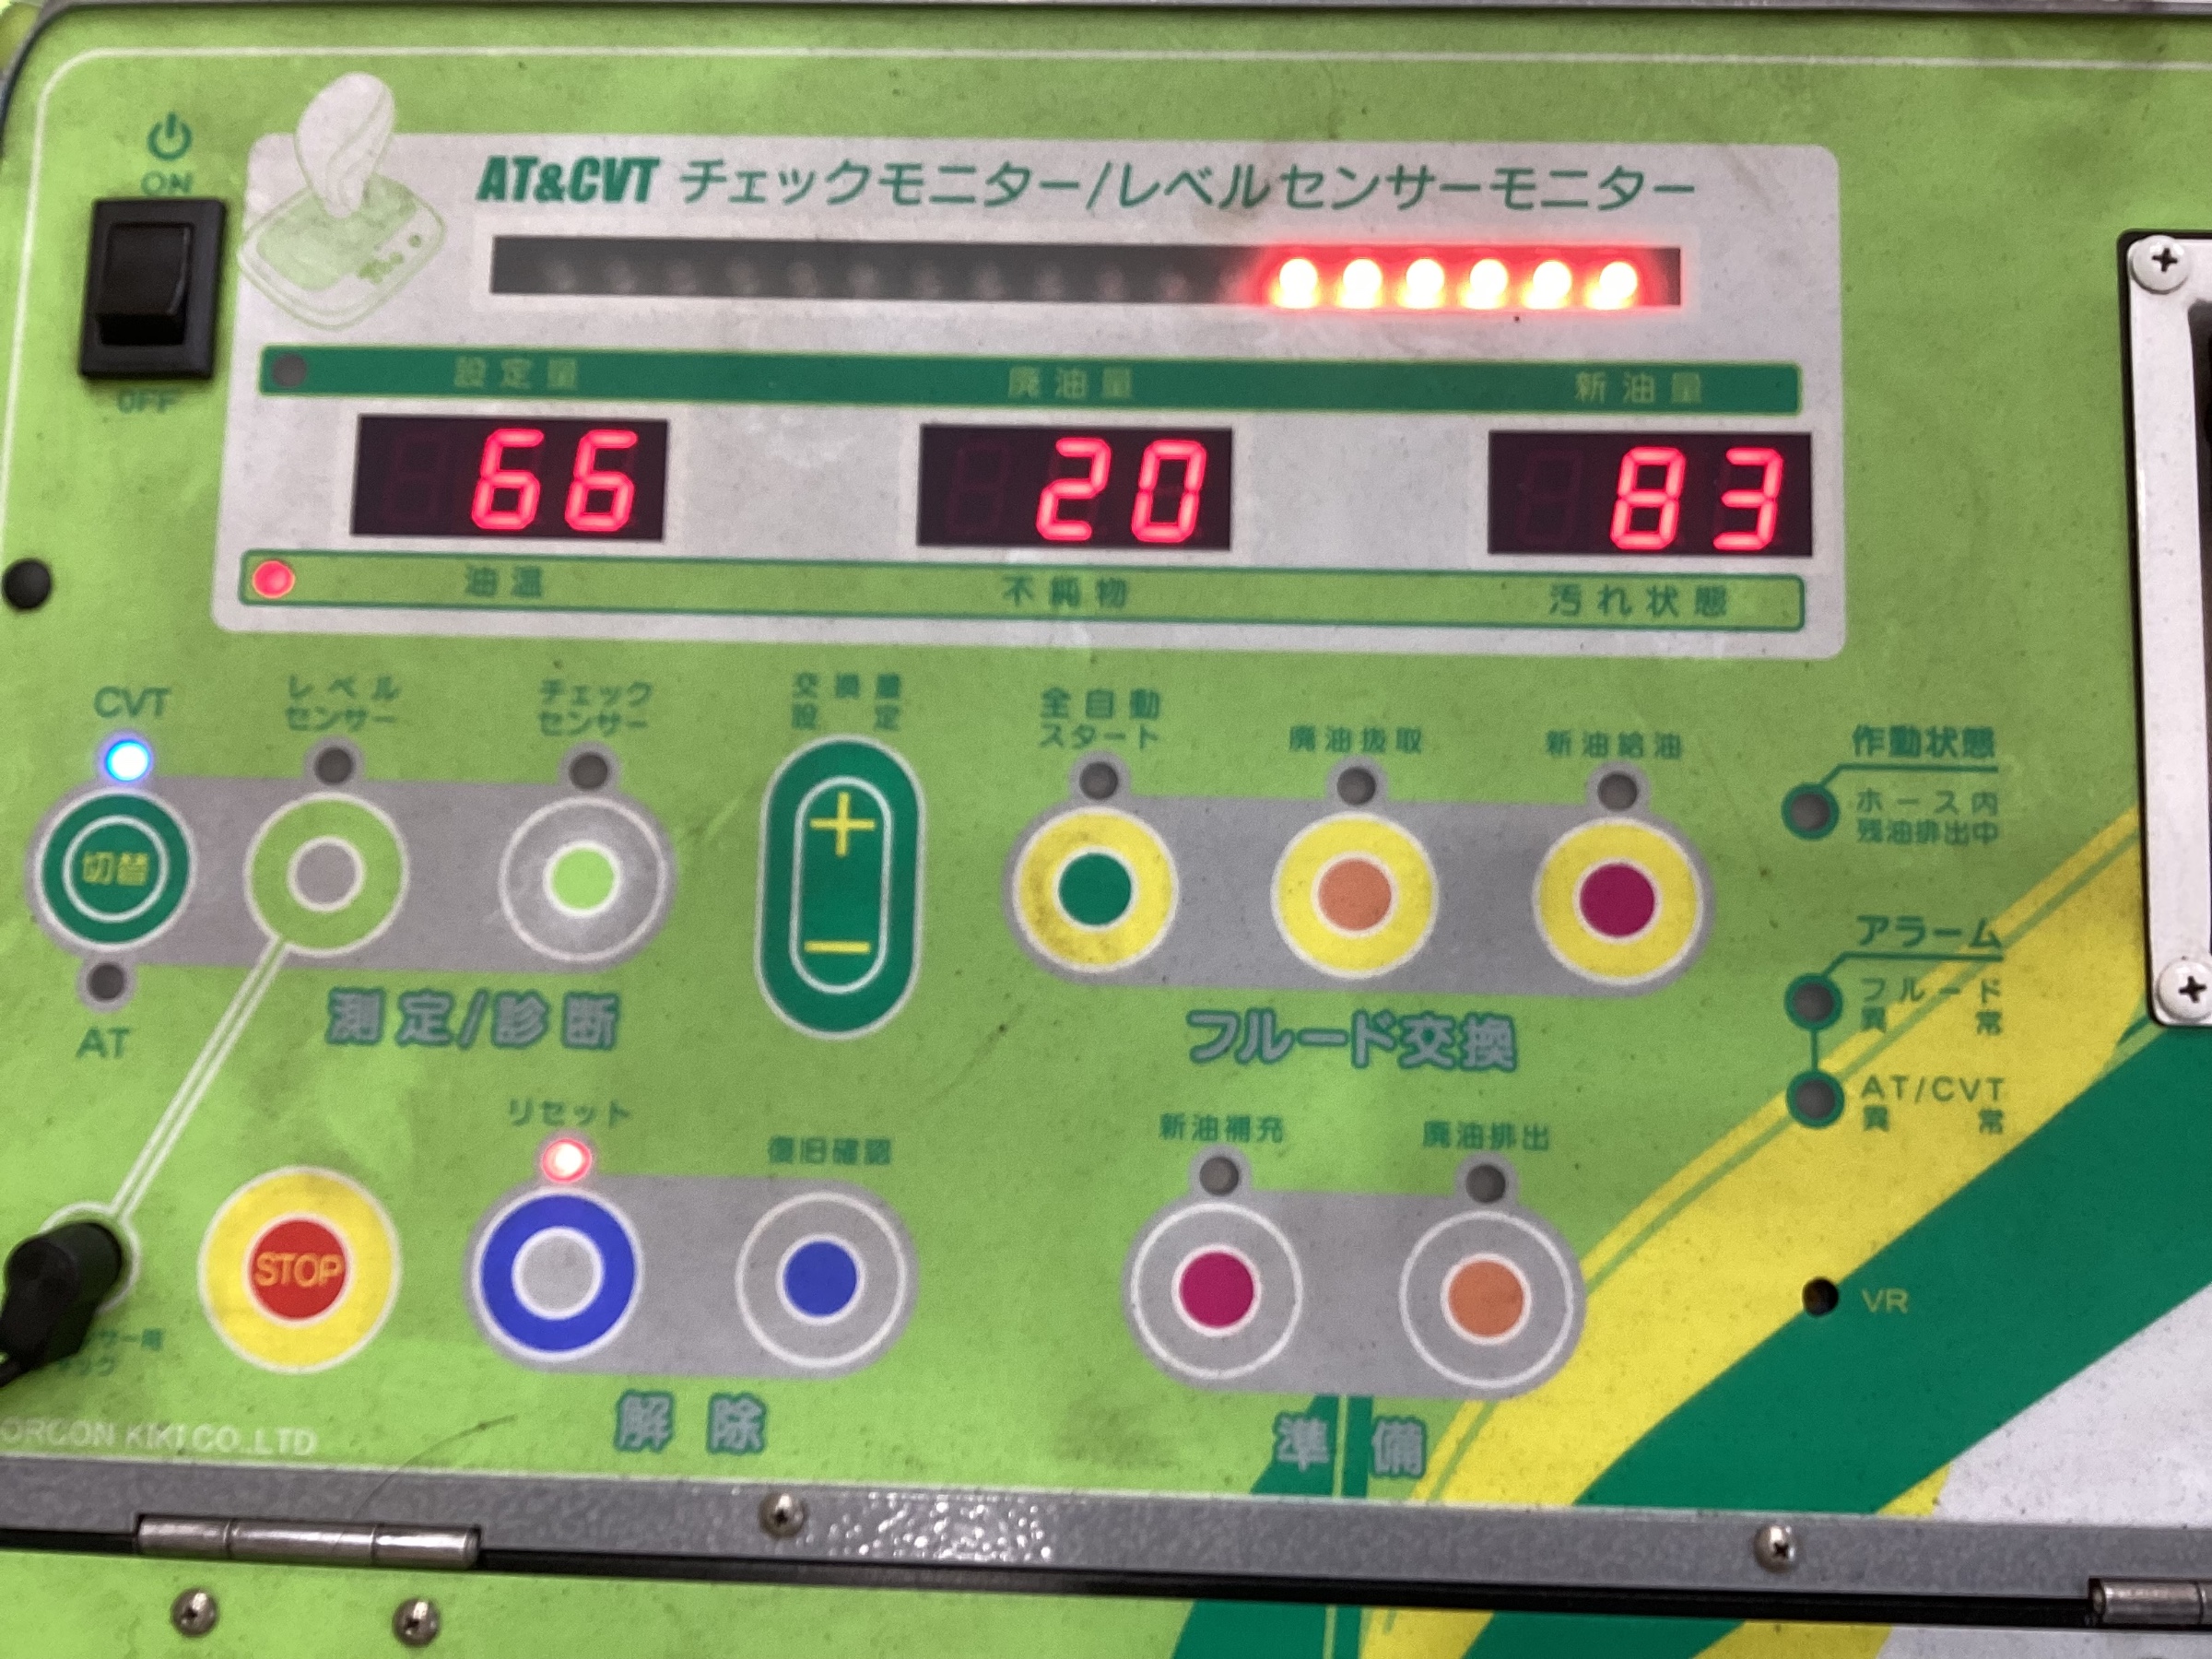 ON
OFF
AT&CVT チェックモニター/レベルセンサーモニター
設定量 廃油量 新油量
66 20 83
油温 不純物 汚れ状態
CVT
レベル
センサー
チェック
センサー
交換量
設定
全自動
スタート
廃油抜取
新油給油
作動状態
ホース内
残油排出中
切替
AT
測定/診断
フルード交換
アラーム
フルード
異常
AT/CVT
異常
リセット
復旧確認
新油補充
廃油排出
STOP
VR
解除
準備
ORCON KIKI CO.,LTD